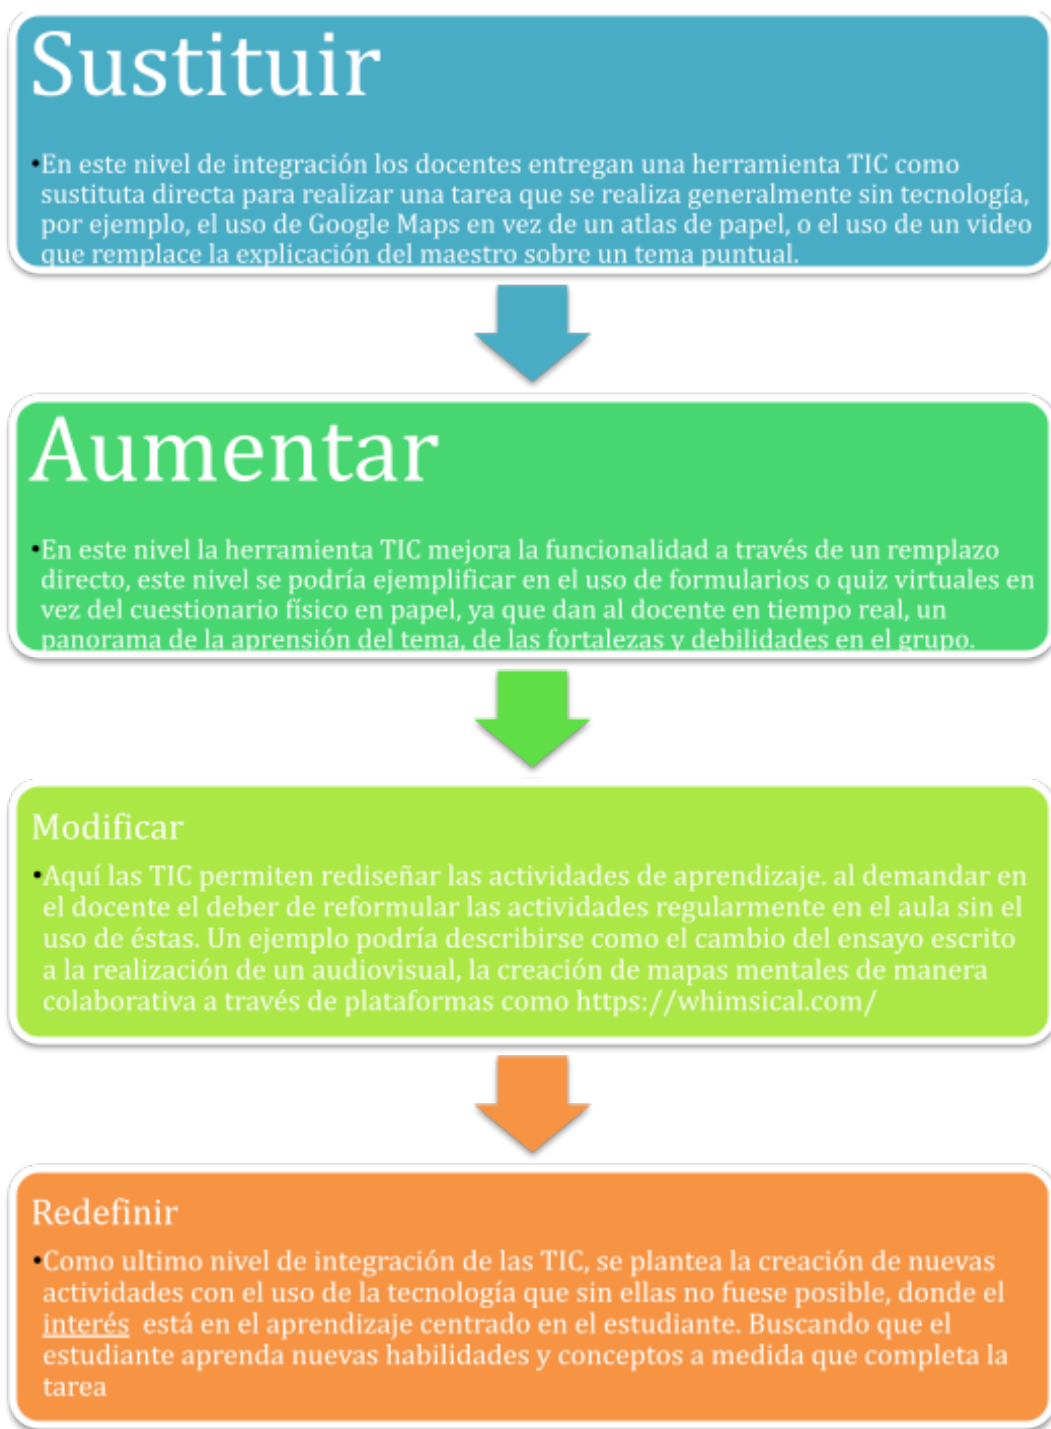 Sustituir
•En este nivel de integración los docentes entregan una herramienta TIC como
sustituta directa para realizar una tarea que se realiza generalmente sin tecnología,
por ejemplo, el uso de Google Maps en vez de un atlas de papel, o el uso de un video
que remplace la explicación del maestro sobre un tema puntual.
Aumentar
•En este nivel la herramienta TIC mejora la funcionalidad a través de un remplazo
directo, este nivel se podría ejemplificar en el uso de formularios o quiz virtuales en
vez del cuestionario físico en papel, ya que dan al docente en tiempo real, un
panorama de la aprensión del tema, de las fortalezas y debilidades en el grupo.
Modificar
•Aquí las TIC permiten rediseñar las actividades de aprendizaje. al demandar en
el docente el deber de reformular las actividades regularmente en el aula sin el
uso de éstas. Un ejemplo podría describirse como el cambio del ensayo escrito
a la realización de un audiovisual, la creación de mapas mentales de manera
colaborativa a través de plataformas como https://whimsical.com/
Redefinir
•Como ultimo nivel de integración de las TIC, se plantea la creación de nuevas
actividades con el uso de la tecnología que sin ellas no fuese posible, donde el
interés está en el aprendizaje centrado en el estudiante. Buscando que el
estudiante aprenda nuevas habilidades y conceptos a medida que completa la
tarea